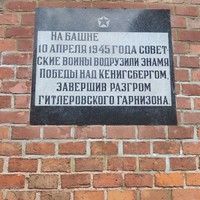 НА БАШНЕ
10 АПРЕЛЯ 1945 ГОДА СОВЕТ-
СКИЕ ВОИНЫ ВОДРУЗИЛИ ЗНАМЯ
ПОБЕДЫ НАД КЕНИГСБЕРГОМ,
ЗАВЕРШИВ РАЗГРОМ
ГИТЛЕРОВСКОГО ГАРНИЗОНА.